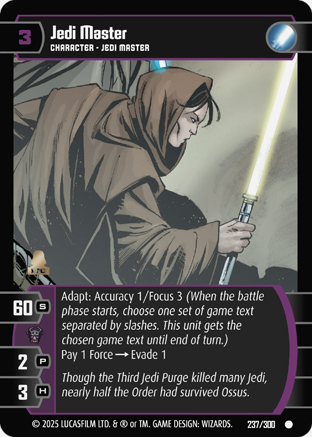 3
Jedi Master
CHARACTER - JEDI MASTER
60 S
2 P
3 H
Adapt: Accuracy 1/Focus 3 (When the battle
phase starts, choose one set of game text
separated by slashes. This unit gets the
chosen game text until end of turn.)
Pay 1 Force → Evade 1
Though the Third Jedi Purge killed many Jedi,
nearly half the Order had survived Ossus.
© 2025 LUCASFILM LTD. & ® or TM. GAME DESIGN: WIZARDS. 237/300